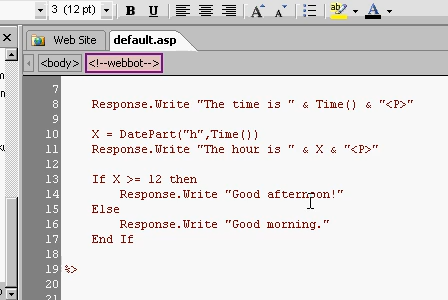 3 (12 pt) B U A A ab A
Web Site default.asp
<body> <!--webbot-->
7
8 Response.Write "The time is " & Time() & "<P>"
9
10 X = DatePart("h",Time())
11 Response.Write "The hour is " & X & "<P>"
12
13 If X >= 12 then
14 Response.Write "Good afternoon!"
15 Else
16 Response.Write "Good morning."
17 End If
18
19 %>
20
21